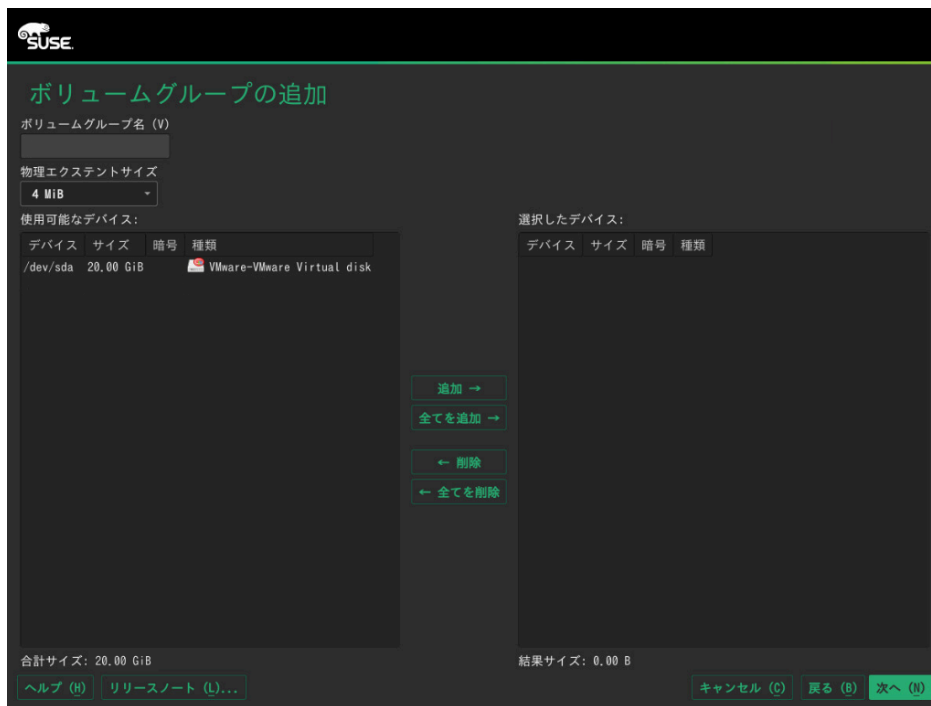 SUSE.
ボリュームグループの追加
ボリュームグループ名 (V)
物理エクステントサイズ
4 MiB
使用可能なデバイス:
デバイス サイズ 暗号 種類
/dev/sda 20.00 GiB VMware-VMware Virtual disk
合計サイズ: 20.00 GiB
追加 →
全てを追加 →
← 削除
← 全てを削除
選択したデバイス:
デバイス サイズ 暗号 種類
結果サイズ: 0.00 B
ヘルプ (H) リリースノート (L)... キャンセル (C) 戻る (B) 次へ (N)